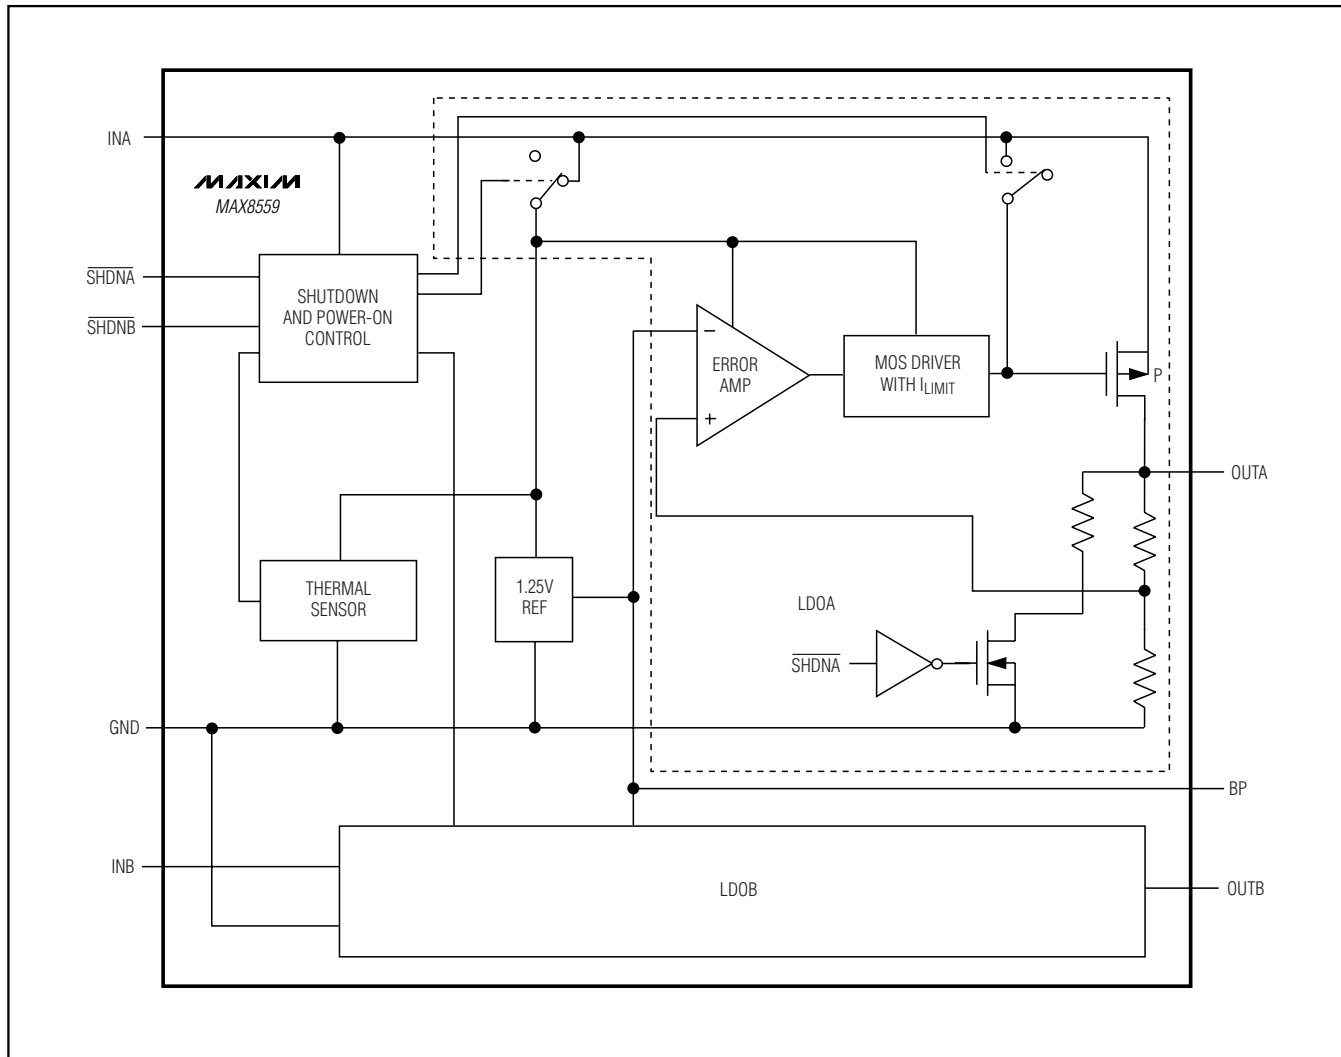 INA
MAXIM
MAX8559
SHDNA
SHDNB
SHUTDOWN
AND POWER-ON
CONTROL
−
ERROR
AMP
+
MOS DRIVER
WITH ILIMIT
P
OUTA
THERMAL
SENSOR
1.25V
REF
LDOA
SHDNA
GND
BP
INB
LDOB
OUTB